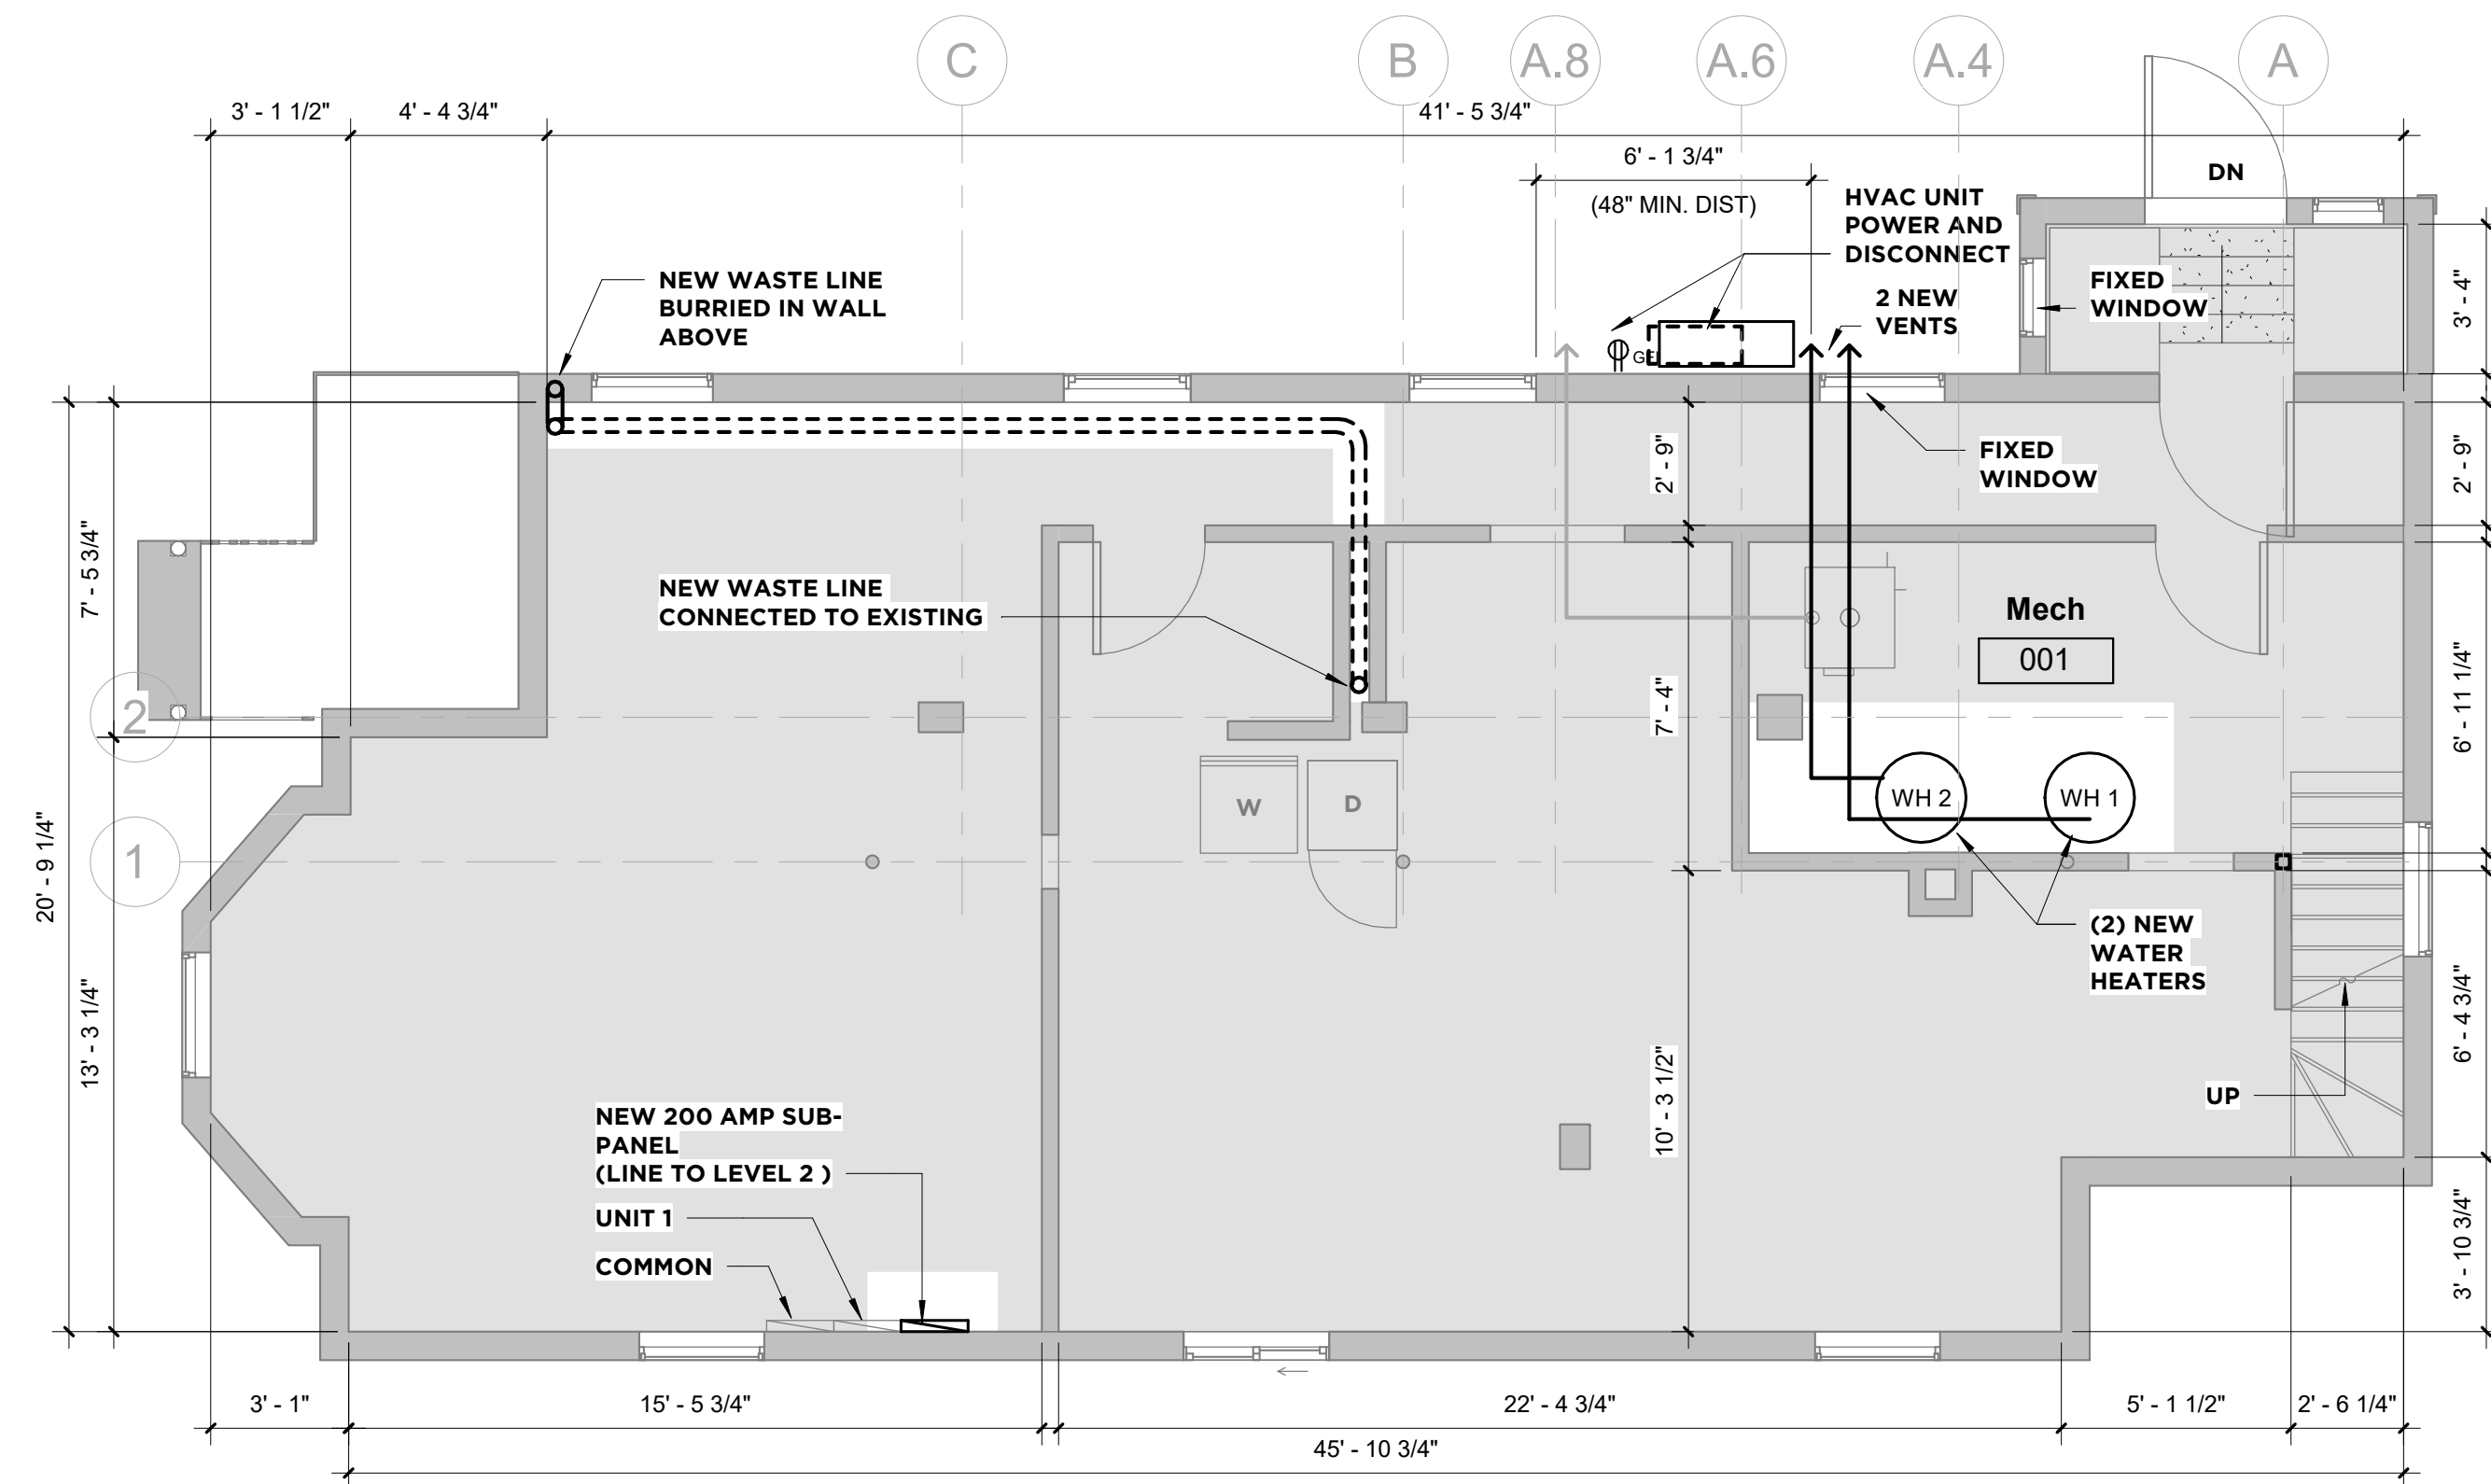 C
B
A.8
A.6
A.4
A
3' - 1 1/2"
4' - 4 3/4"
41' - 5 3/4"
6' - 1 3/4"
(48" MIN. DIST)
HVAC UNIT
POWER AND
DISCONNECT
DN
NEW WASTE LINE
BURRIED IN WALL
ABOVE
2 NEW
VENTS
FIXED
WINDOW
3' - 4"
FIXED
WINDOW
2' - 9"
2' - 9"
7' - 5 3/4"
NEW WASTE LINE
CONNECTED TO EXISTING
Mech
001
7' - 4"
6' - 11 1/4"
2
1
W
D
WH 2
WH 1
20' - 9 1/4"
13' - 3 1/4"
(2) NEW
WATER
HEATERS
10' - 3 1/2"
6' - 4 3/4"
UP
NEW 200 AMP SUB-
PANEL
(LINE TO LEVEL 2 )
UNIT 1
COMMON
3' - 10 3/4"
3' - 1"
15' - 5 3/4"
22' - 4 3/4"
5' - 1 1/2"
2' - 6 1/4"
45' - 10 3/4"